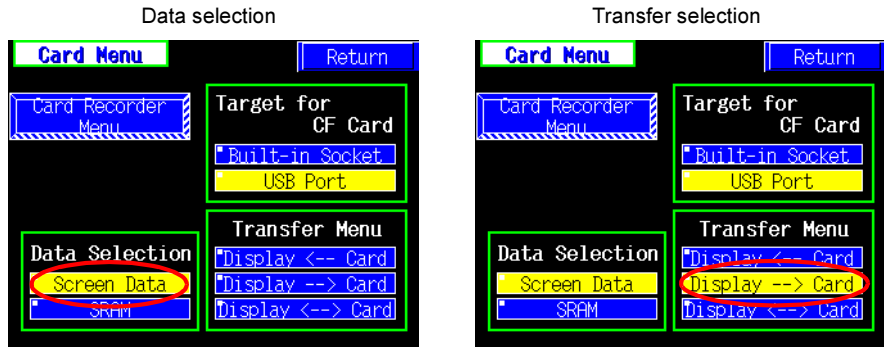 Data selection
Card Menu
Return
Card Recorder
Menu
Target for
CF Card
Built-in Socket
USB Port
Data Selection
Screen Data
SRAM
Transfer Menu
Display <-- Card
Display --> Card
Display <--> Card
Transfer selection
Card Menu
Return
Card Recorder
Menu
Target for
CF Card
Built-in Socket
USB Port
Data Selection
Screen Data
SRAM
Transfer Menu
Display <-- Card
Display --> Card
Display <--> Card